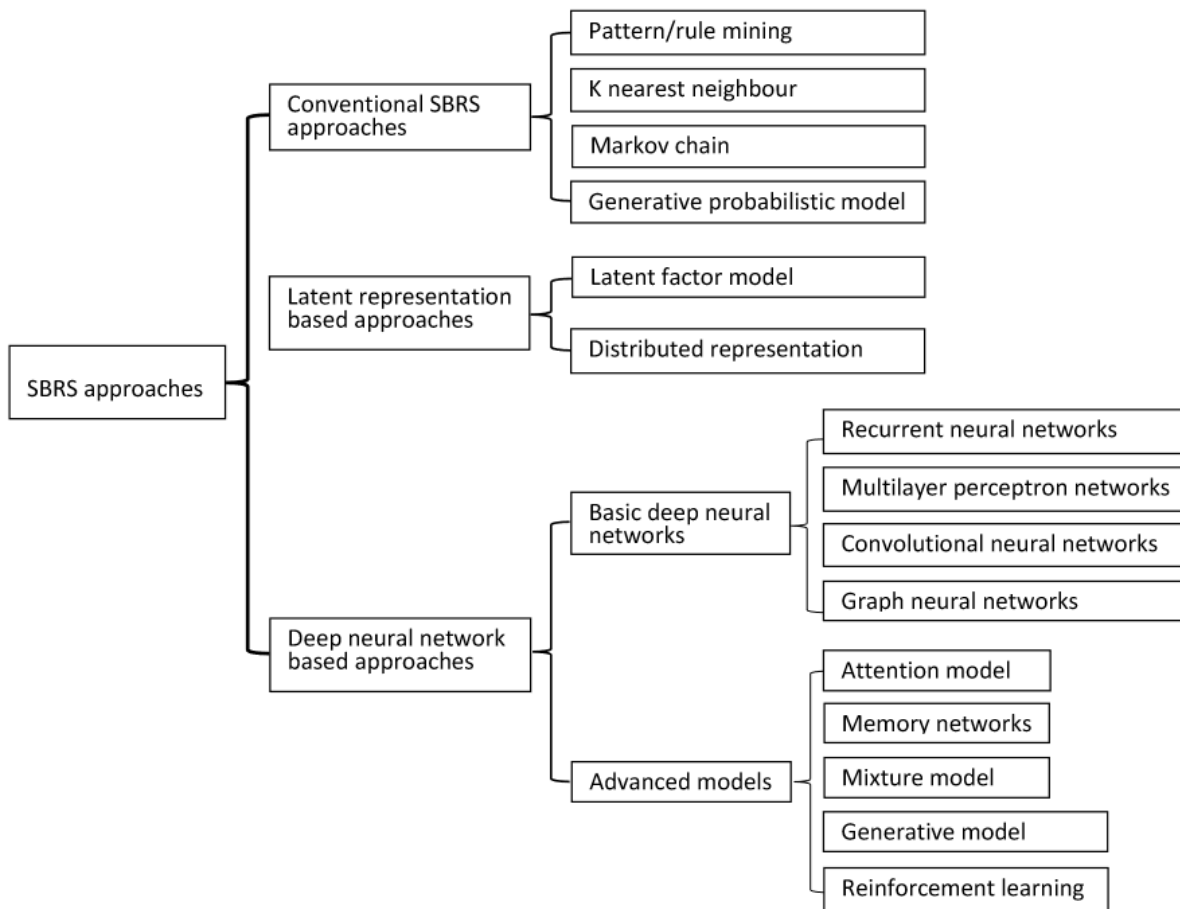 SBRS approaches
Conventional SBRS
approaches
Pattern/rule mining
K nearest neighbour
Markov chain
Generative probabilistic model
Latent representation
based approaches
Latent factor model
Distributed representation
Deep neural network
based approaches
Basic deep neural
networks
Recurrent neural networks
Multilayer perceptron networks
Convolutional neural networks
Graph neural networks
Advanced models
Attention model
Memory networks
Mixture model
Generative model
Reinforcement learning